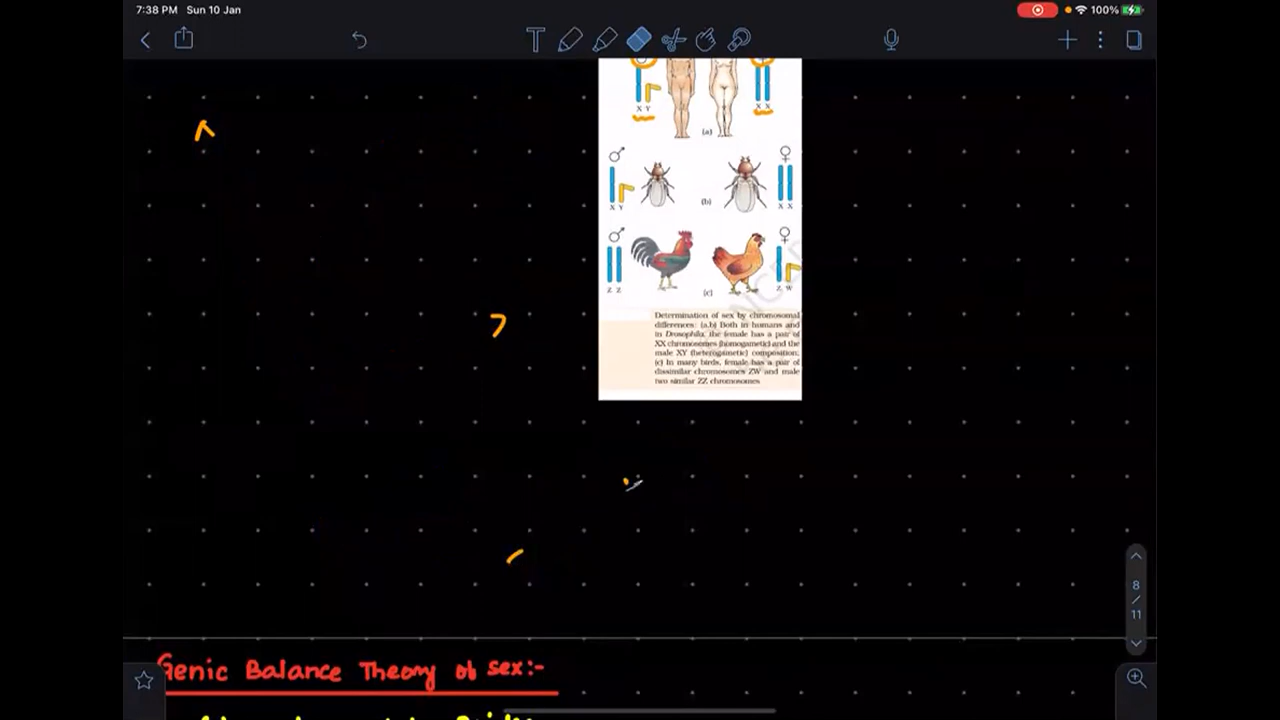 7:38 PM Sun 10 Jan
100%
X Y
X X
(a)
♂
♀
X Y
(b)
X X
♂
♀
Z Z
(c)
Z W
Determination of sex by chromosomal
differences: (a,b) Both in humans and
in Drosophila, the female has a pair of
XX chromosomes (homogametic) and the
male XY (heterogametic) composition;
(c) In many birds, female has a pair of
dissimilar chromosomes ZW and male
two similar ZZ chromosomes
8
/
11
Genic Balance Theory of sex:-